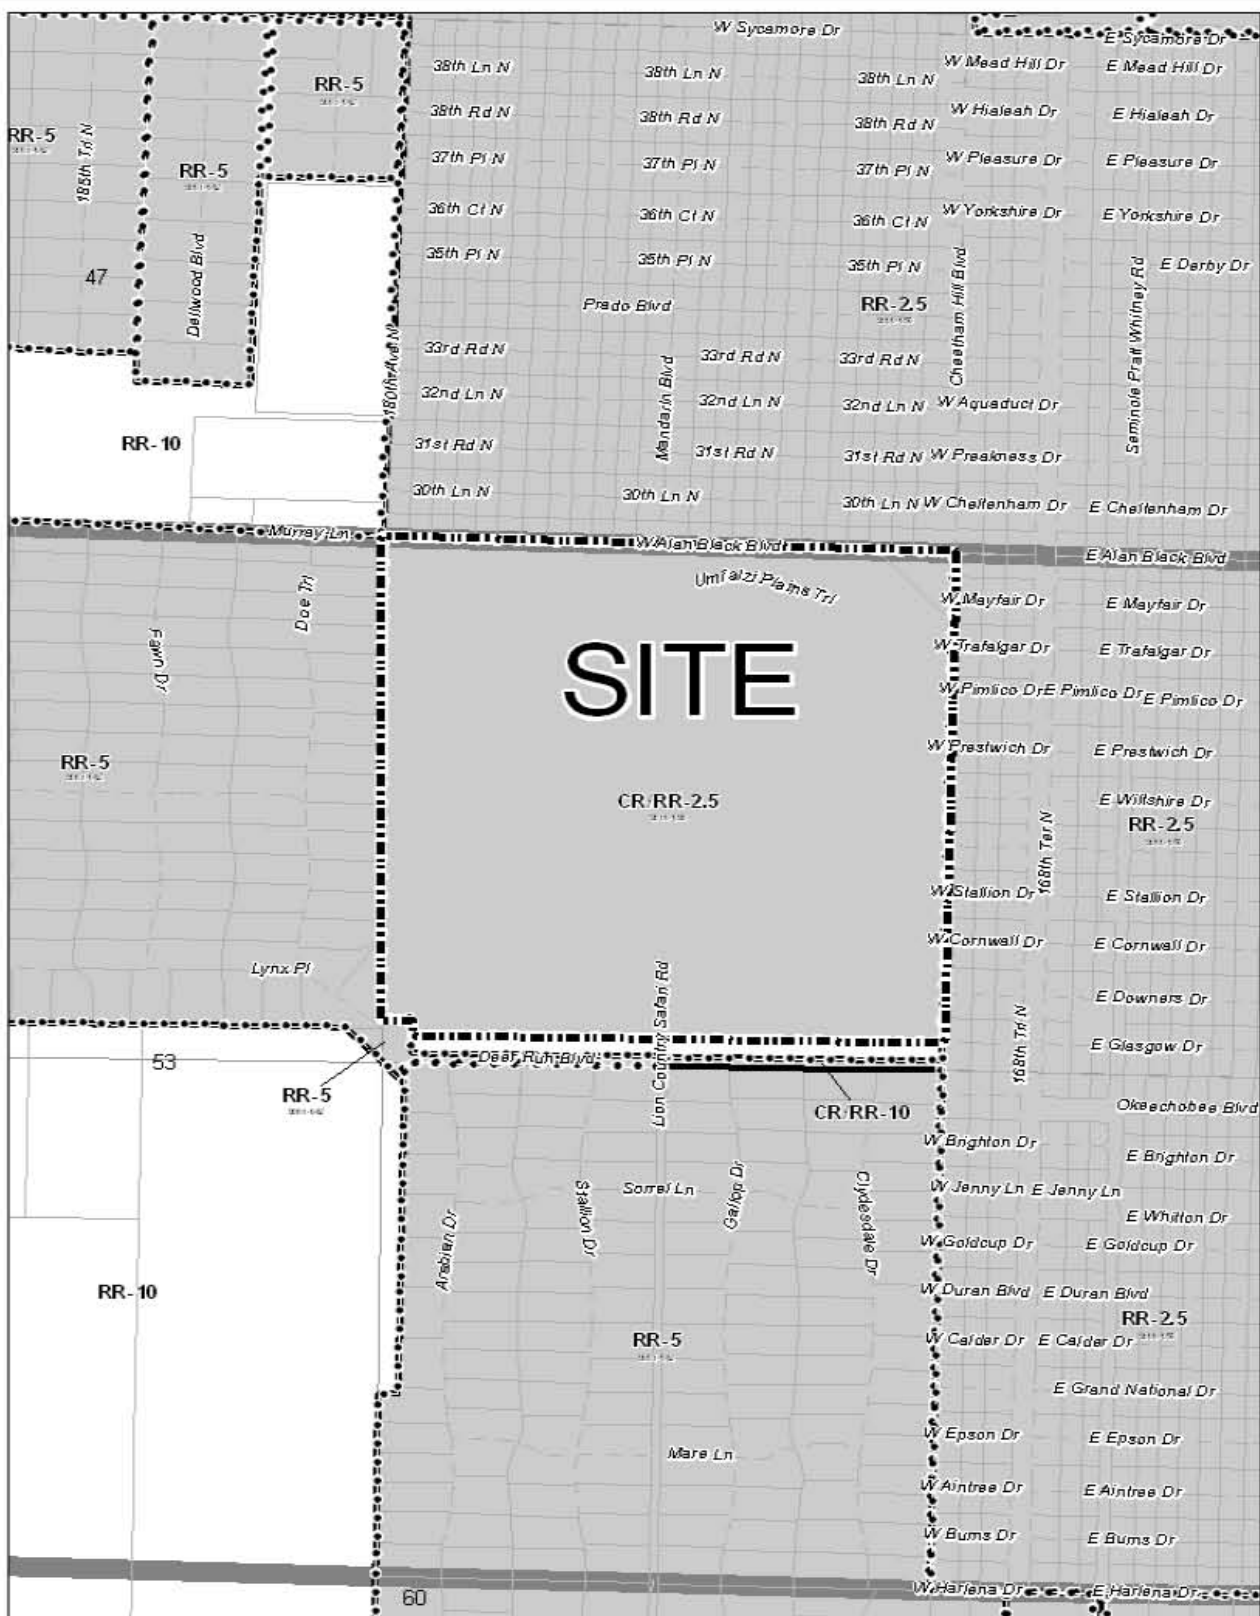 W Sycamore Dr
E Sycamore Dr
38th Ln N
38th Ln N
38th Ln N
W Mead Hill Dr
E Mead Hill Dr
RR-5
38th Rd N
38th Rd N
38th Rd N
W Hialeah Dr
E Hialeah Dr
RR-5
188th Trl N
RR-5
37th Pl N
37th Pl N
37th Pl N
W Pleasure Dr
E Pleasure Dr
36th Ct N
36th Ct N
36th Ct N
W Yorkshire Dr
E Yorkshire Dr
35th Pl N
35th Pl N
35th Pl N
E Derby Dr
47
Dellwood Blvd
Prado Blvd
RR-2.5
Cheetham Hill Blvd
Seminole Pratt Whitney Rd
180th Ave N
33rd Rd N
33rd Rd N
33rd Rd N
Mandarin Blvd
32nd Ln N
32nd Ln N
32nd Ln N
W Aquaduct Dr
RR-10
31st Rd N
31st Rd N
31st Rd N
W Preakness Dr
30th Ln N
30th Ln N
30th Ln N
W Cheltenham Dr
E Cheltenham Dr
Murray Ln
W Alan Black Blvd
E Alan Black Blvd
Umfalzi Plains Trl
Doe Trl
Fawn Dr
W Mayfair Dr
E Mayfair Dr
SITE
W Trafalgar Dr
E Trafalgar Dr
W Pimlico Dr
E Pimlico Dr
E Pimlico Dr
W Prestwich Dr
E Prestwich Dr
RR-5
CR/RR-2.5
E Wiltshire Dr
RR-2.5
168th Ter N
W Stallion Dr
E Stallion Dr
W Cornwall Dr
E Cornwall Dr
Lynx Pl
Lion Country Safari Rd
E Downers Dr
168th Trl N
E Glasgow Dr
53
Deer Run Blvd
RR-5
CR/RR-10
Okeechobee Blvd
W Brighton Dr
E Brighton Dr
Arabian Dr
Stallion Dr
Sorrel Ln
Gallop Dr
Clydesdale Dr
W Jenny Ln
E Jenny Ln
E Whitton Dr
W Goldcup Dr
E Goldcup Dr
RR-10
W Duran Blvd
E Duran Blvd
RR-2.5
RR-5
W Calder Dr
E Calder Dr
E Grand National Dr
Mare Ln
W Epson Dr
E Epson Dr
W Aintree Dr
E Aintree Dr
W Burns Dr
E Burns Dr
60
W Harlena Dr
E Harlena Dr